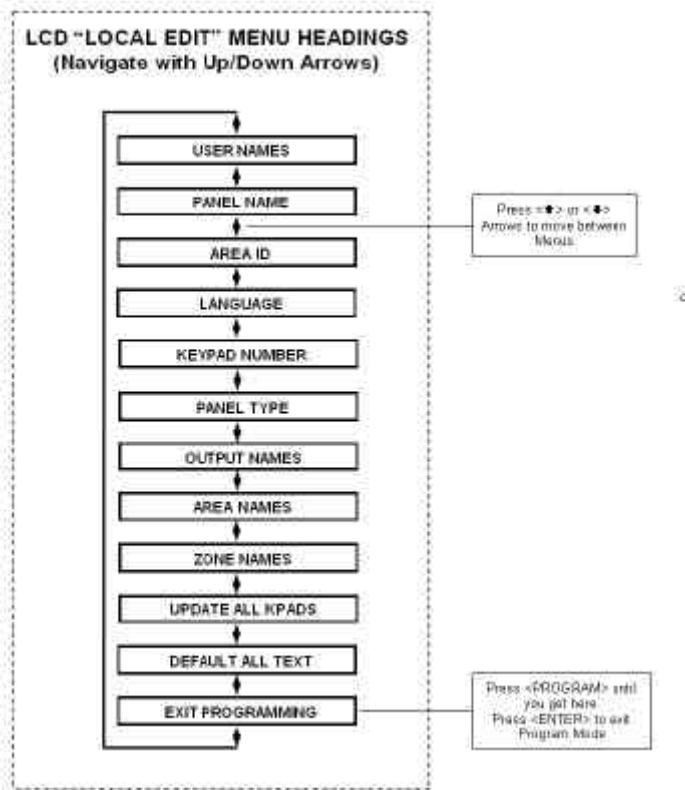 LCD “LOCAL EDIT” MENU HEADINGS
(Navigate with Up/Down Arrows)
USER NAMES
PANEL NAME
Press <⬆> or <⬇>
Arrows to move between
Menus
AREA ID
LANGUAGE
KEYPAD NUMBER
PANEL TYPE
OUTPUT NAMES
AREA NAMES
ZONE NAMES
UPDATE ALL KPADS
DEFAULT ALL TEXT
EXIT PROGRAMMING
Press <PROGRAM> until
you get here
Press <ENTER> to exit
Program Mode